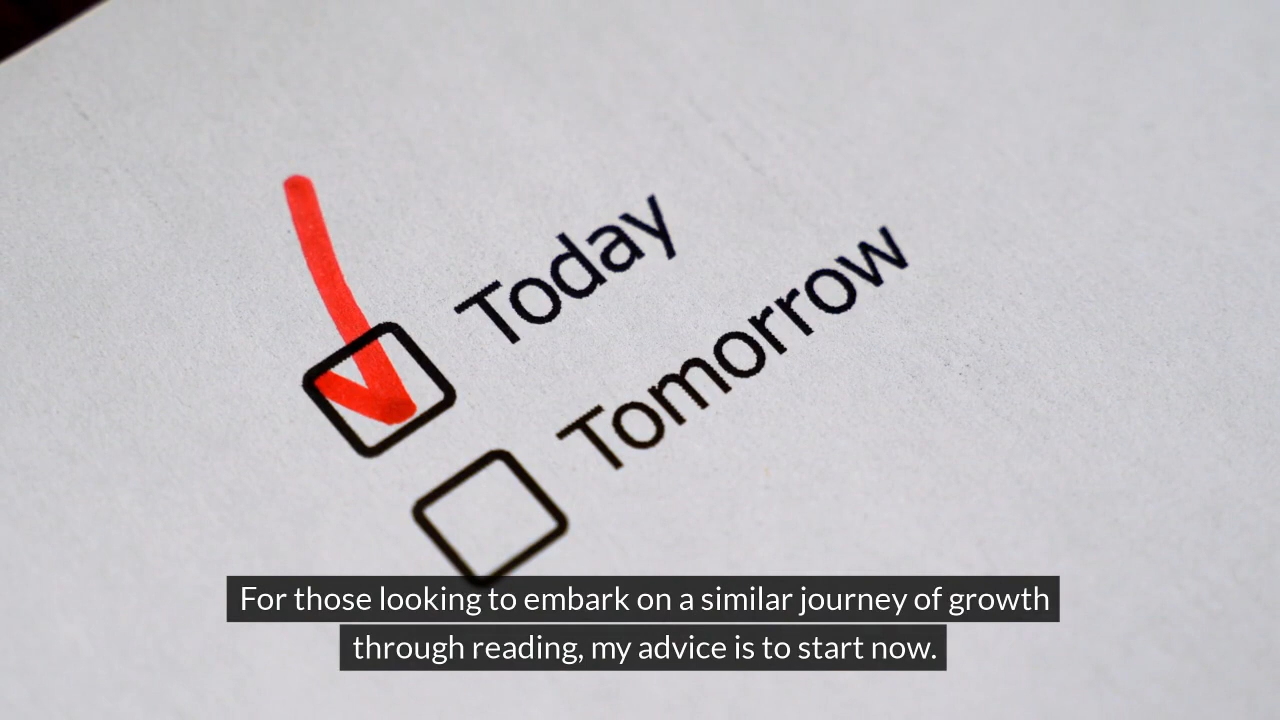 Today
Tomorrow
For those looking to embark on a similar journey of growth
through reading, my advice is to start now.